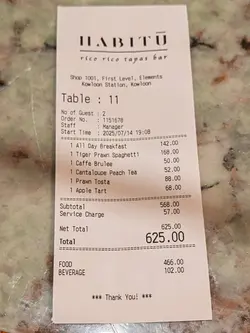 HABITŪ
rico rico tapas bar
Shop 1001, First Level, Elements
Kowloon Station, Kowloon
Table : 11
No of Guest : 2
Order No. : 1151678
Staff : Manager
Start Time : 2025/07/14 19:08
1 All Day Breakfast 142.00
1 Tiger Prawn Spaghetti 168.00
1 Caffe Brulee 50.00
1 Cantaloupe Peach Tea 52.00
1 Prawn Toste 88.00
1 Apple Tart 68.00
Subtotal 568.00
Service Charge 57.00
Net Total 625.00
Total 625.00
FOOD 466.00
BEVERAGE 102.00
*** Thank You! ***